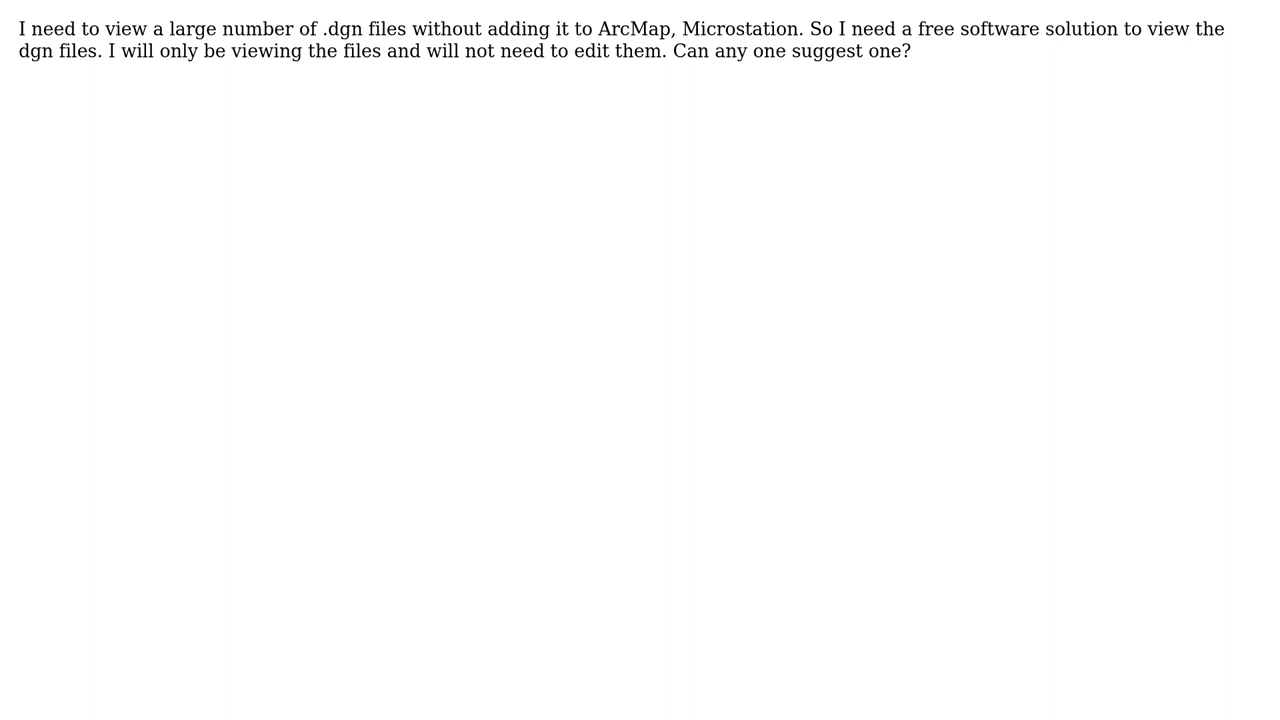 I need to view a large number of .dgn files without adding it to ArcMap, Microstation. So I need a free software solution to view the
dgn files. I will only be viewing the files and will not need to edit them. Can any one suggest one?